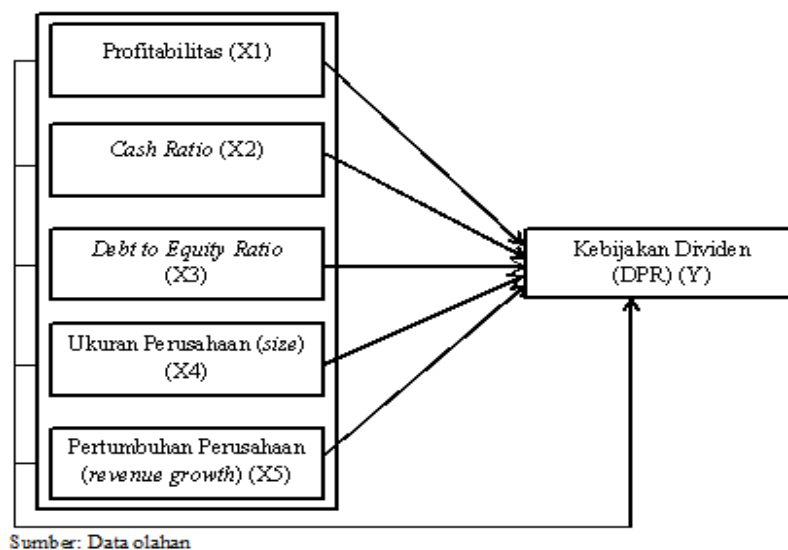 Profitabilitas (X1)
Cash Ratio (X2)
Debt to Equity Ratio
(X3)
Kebijakan Dividen
(DPR) (Y)
Ukuran Perusahaan (size)
(X4)
Pertumbuhan Perusahaan
(revenue growth) (X5)
Sumber: Data olahan